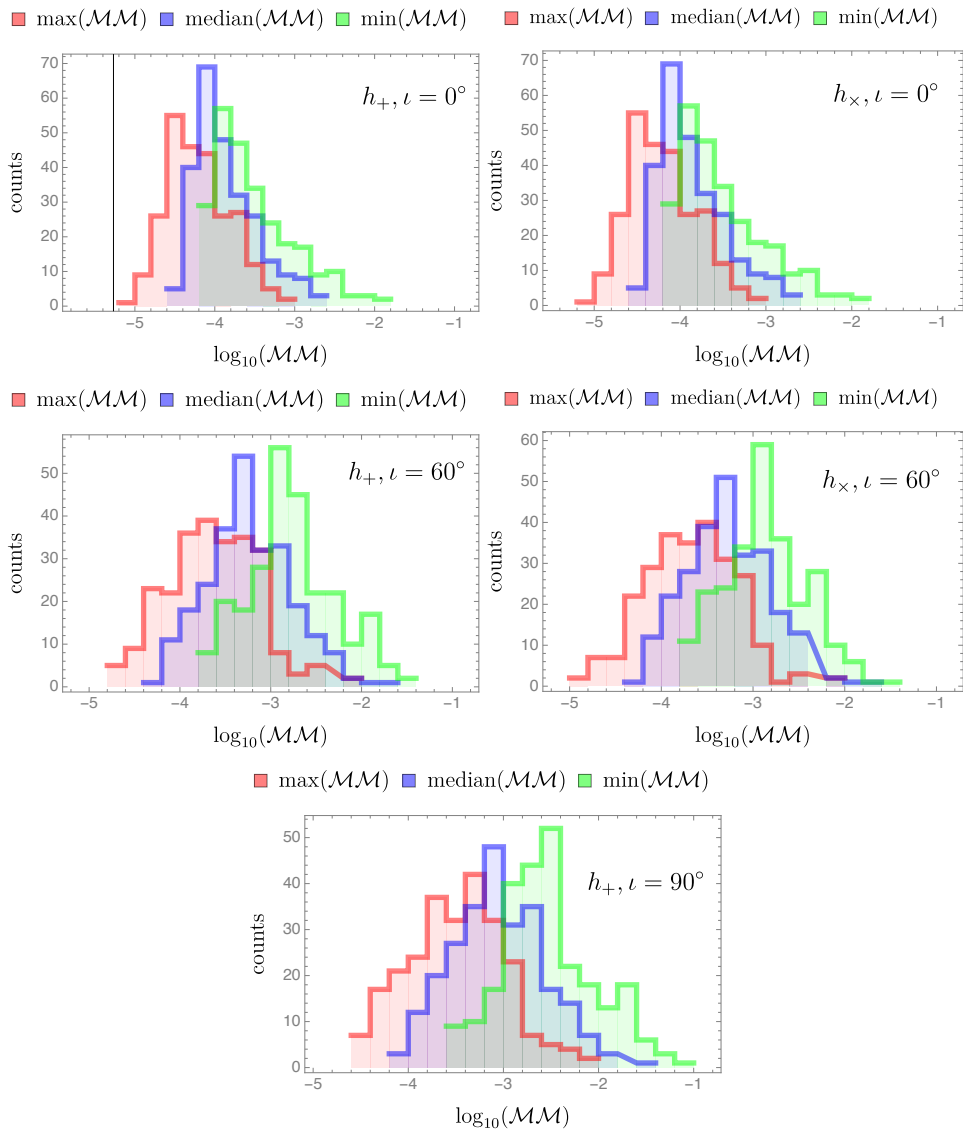 max(ℳℳ) median(ℳℳ) min(ℳℳ)
h₊, ι = 0°
counts
70
60
50
40
30
20
10
0
−5 −4 −3 −2 −1
log₁₀(ℳℳ)
max(ℳℳ) median(ℳℳ) min(ℳℳ)
h×, ι = 0°
counts
70
60
50
40
30
20
10
0
−5 −4 −3 −2 −1
log₁₀(ℳℳ)
max(ℳℳ) median(ℳℳ) min(ℳℳ)
h₊, ι = 60°
counts
50
40
30
20
10
0
−5 −4 −3 −2 −1
log₁₀(ℳℳ)
max(ℳℳ) median(ℳℳ) min(ℳℳ)
h×, ι = 60°
counts
60
50
40
30
20
10
0
−5 −4 −3 −2 −1
log₁₀(ℳℳ)
max(ℳℳ) median(ℳℳ) min(ℳℳ)
h₊, ι = 90°
counts
50
40
30
20
10
0
−5 −4 −3 −2 −1
log₁₀(ℳℳ)